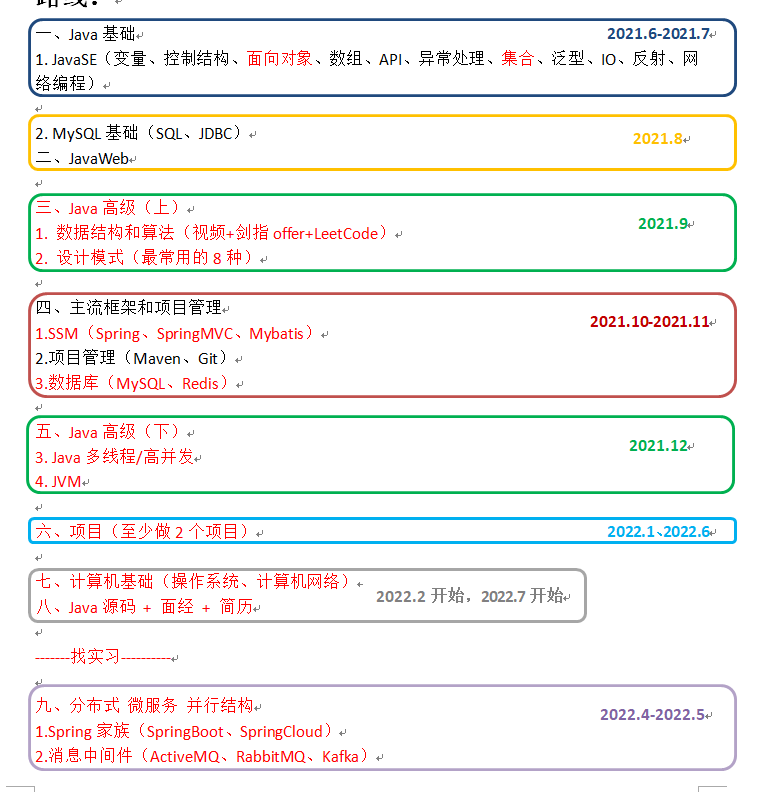 路线：
一、Java 基础
2021.6-2021.7
1. JavaSE（变量、控制结构、面向对象、数组、API、异常处理、集合、泛型、IO、反射、网
络编程）
2. MySQL 基础（SQL、JDBC）
2021.8
二、JavaWeb
三、Java 高级（上）
2021.9
1. 数据结构和算法（视频+剑指 offer+LeetCode）
2. 设计模式（最常用的 8 种）
四、主流框架和项目管理
2021.10-2021.11
1.SSM（Spring、SpringMVC、Mybatis）
2.项目管理（Maven、Git）
3.数据库（MySQL、Redis）
五、Java 高级（下）
2021.12
3. Java 多线程/高并发
4. JVM
六、项目（至少做 2 个项目）
2022.1、2022.6
七、计算机基础（操作系统、计算机网络）
2022.2 开始，2022.7 开始
八、Java 源码 + 面经 + 简历
-------找实习----------
九、分布式 微服务 并行结构
2022.4-2022.5
1.Spring 家族（SpringBoot、SpringCloud）
2.消息中间件（ActiveMQ、RabbitMQ、Kafka）